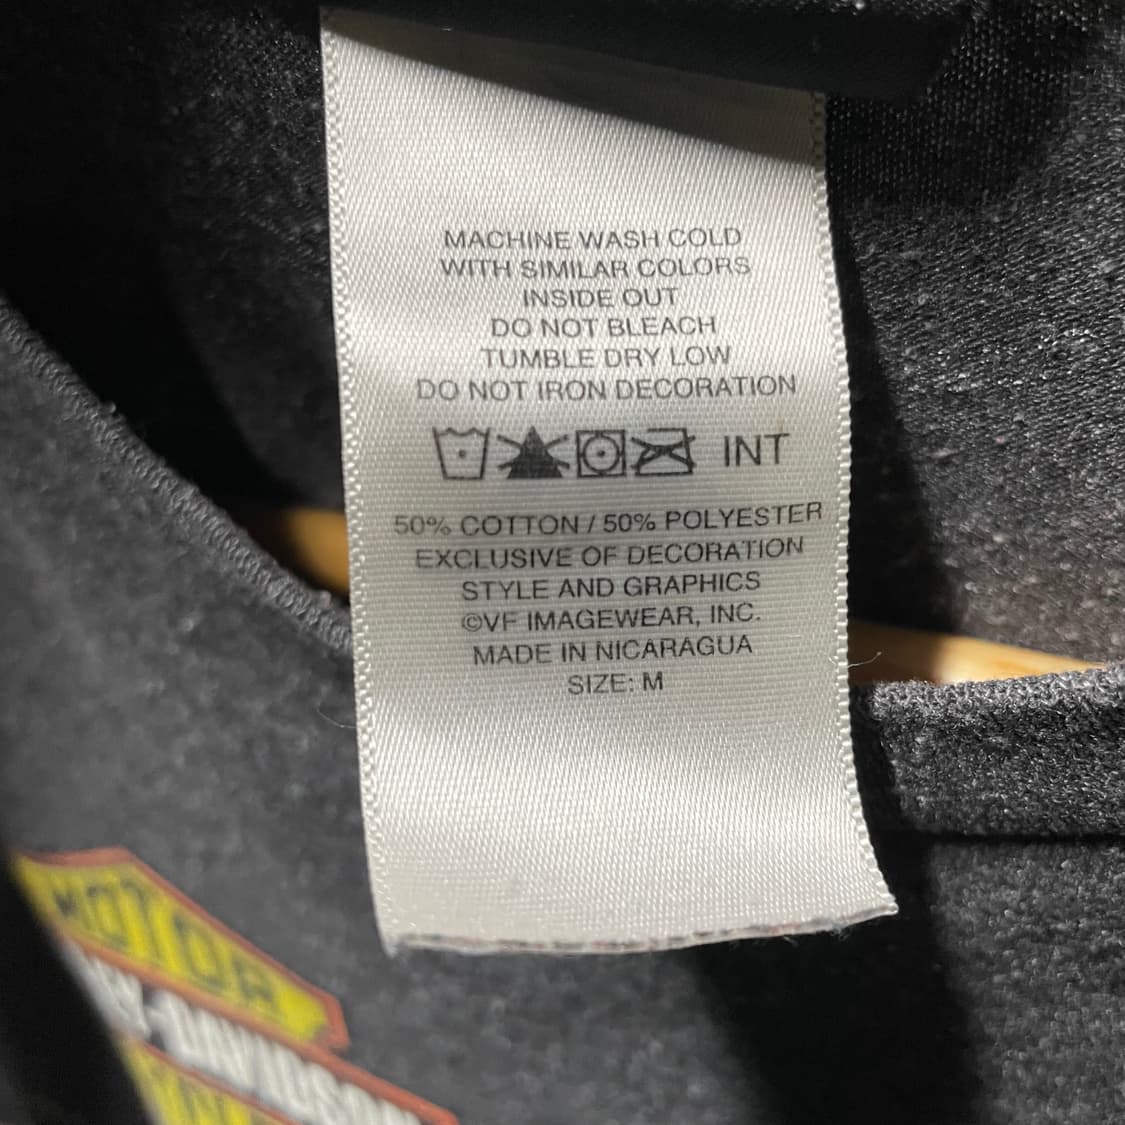 MACHINE WASH COLD
WITH SIMILAR COLORS
INSIDE OUT
DO NOT BLEACH
TUMBLE DRY LOW
DO NOT IRON DECORATION
INT
50% COTTON / 50% POLYESTER
EXCLUSIVE OF DECORATION
STYLE AND GRAPHICS
©VF IMAGEWEAR, INC.
MADE IN NICARAGUA
SIZE: M
MOTOR